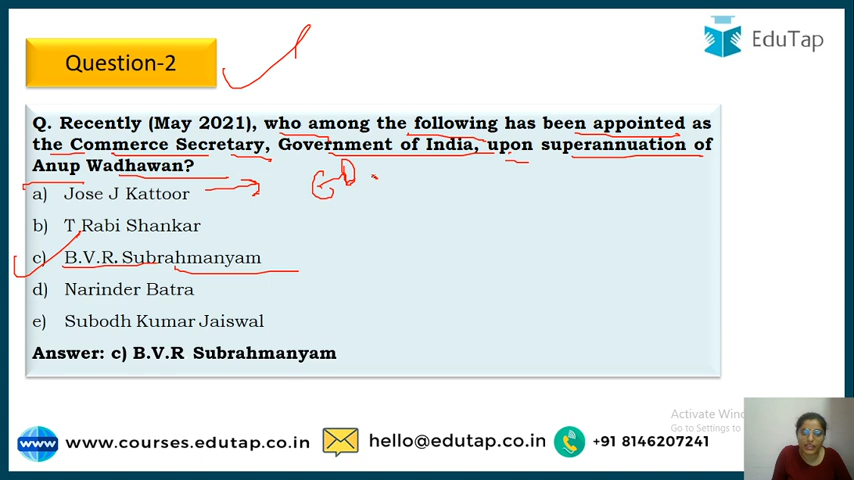 Question-2
EduTap
Q. Recently (May 2021), who among the following has been appointed as
the Commerce Secretary, Government of India, upon superannuation of
Anup Wadhawan?
a) Jose J Kattoor
ED
b) T Rabi Shankar
c) B.V.R. Subrahmanyam
d) Narinder Batra
e) Subodh Kumar Jaiswal
Answer: c) B.V.R Subrahmanyam
Activate Wind
Go to Settings to
www www.courses.edutap.co.in hello@edutap.co.in +91 8146207241